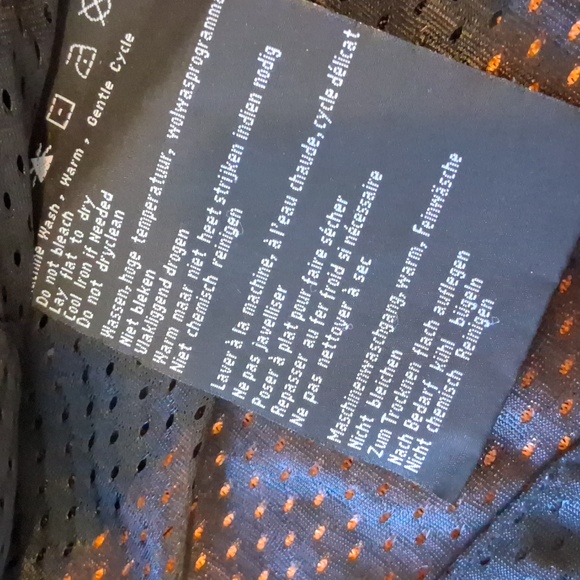 Wash, Warm, Gentle Cycle
Do not bleach
Lay flat to dry
Cool Iron if Needed
Do not dryclean
Wassen, hoge temperatuur, wolwasprogramma
Niet bleken
Vlakliggend drogen
Warm maar niet heet strijken indien nodig
Niet chemisch reinigen
Laver à la machine, à l'eau chaude, cycle délicat
Ne pas javelliser
Poser à plat pour faire sécher
Repasser au fer froid si nécessaire
Ne pas nettoyer à sec
Maschinenwaschgang, warm, Feinwäsche
Nicht bleichen
Zum Trocknen flach auflegen
Nach Bedarf kühl bügeln
Nicht chemisch Reinigen